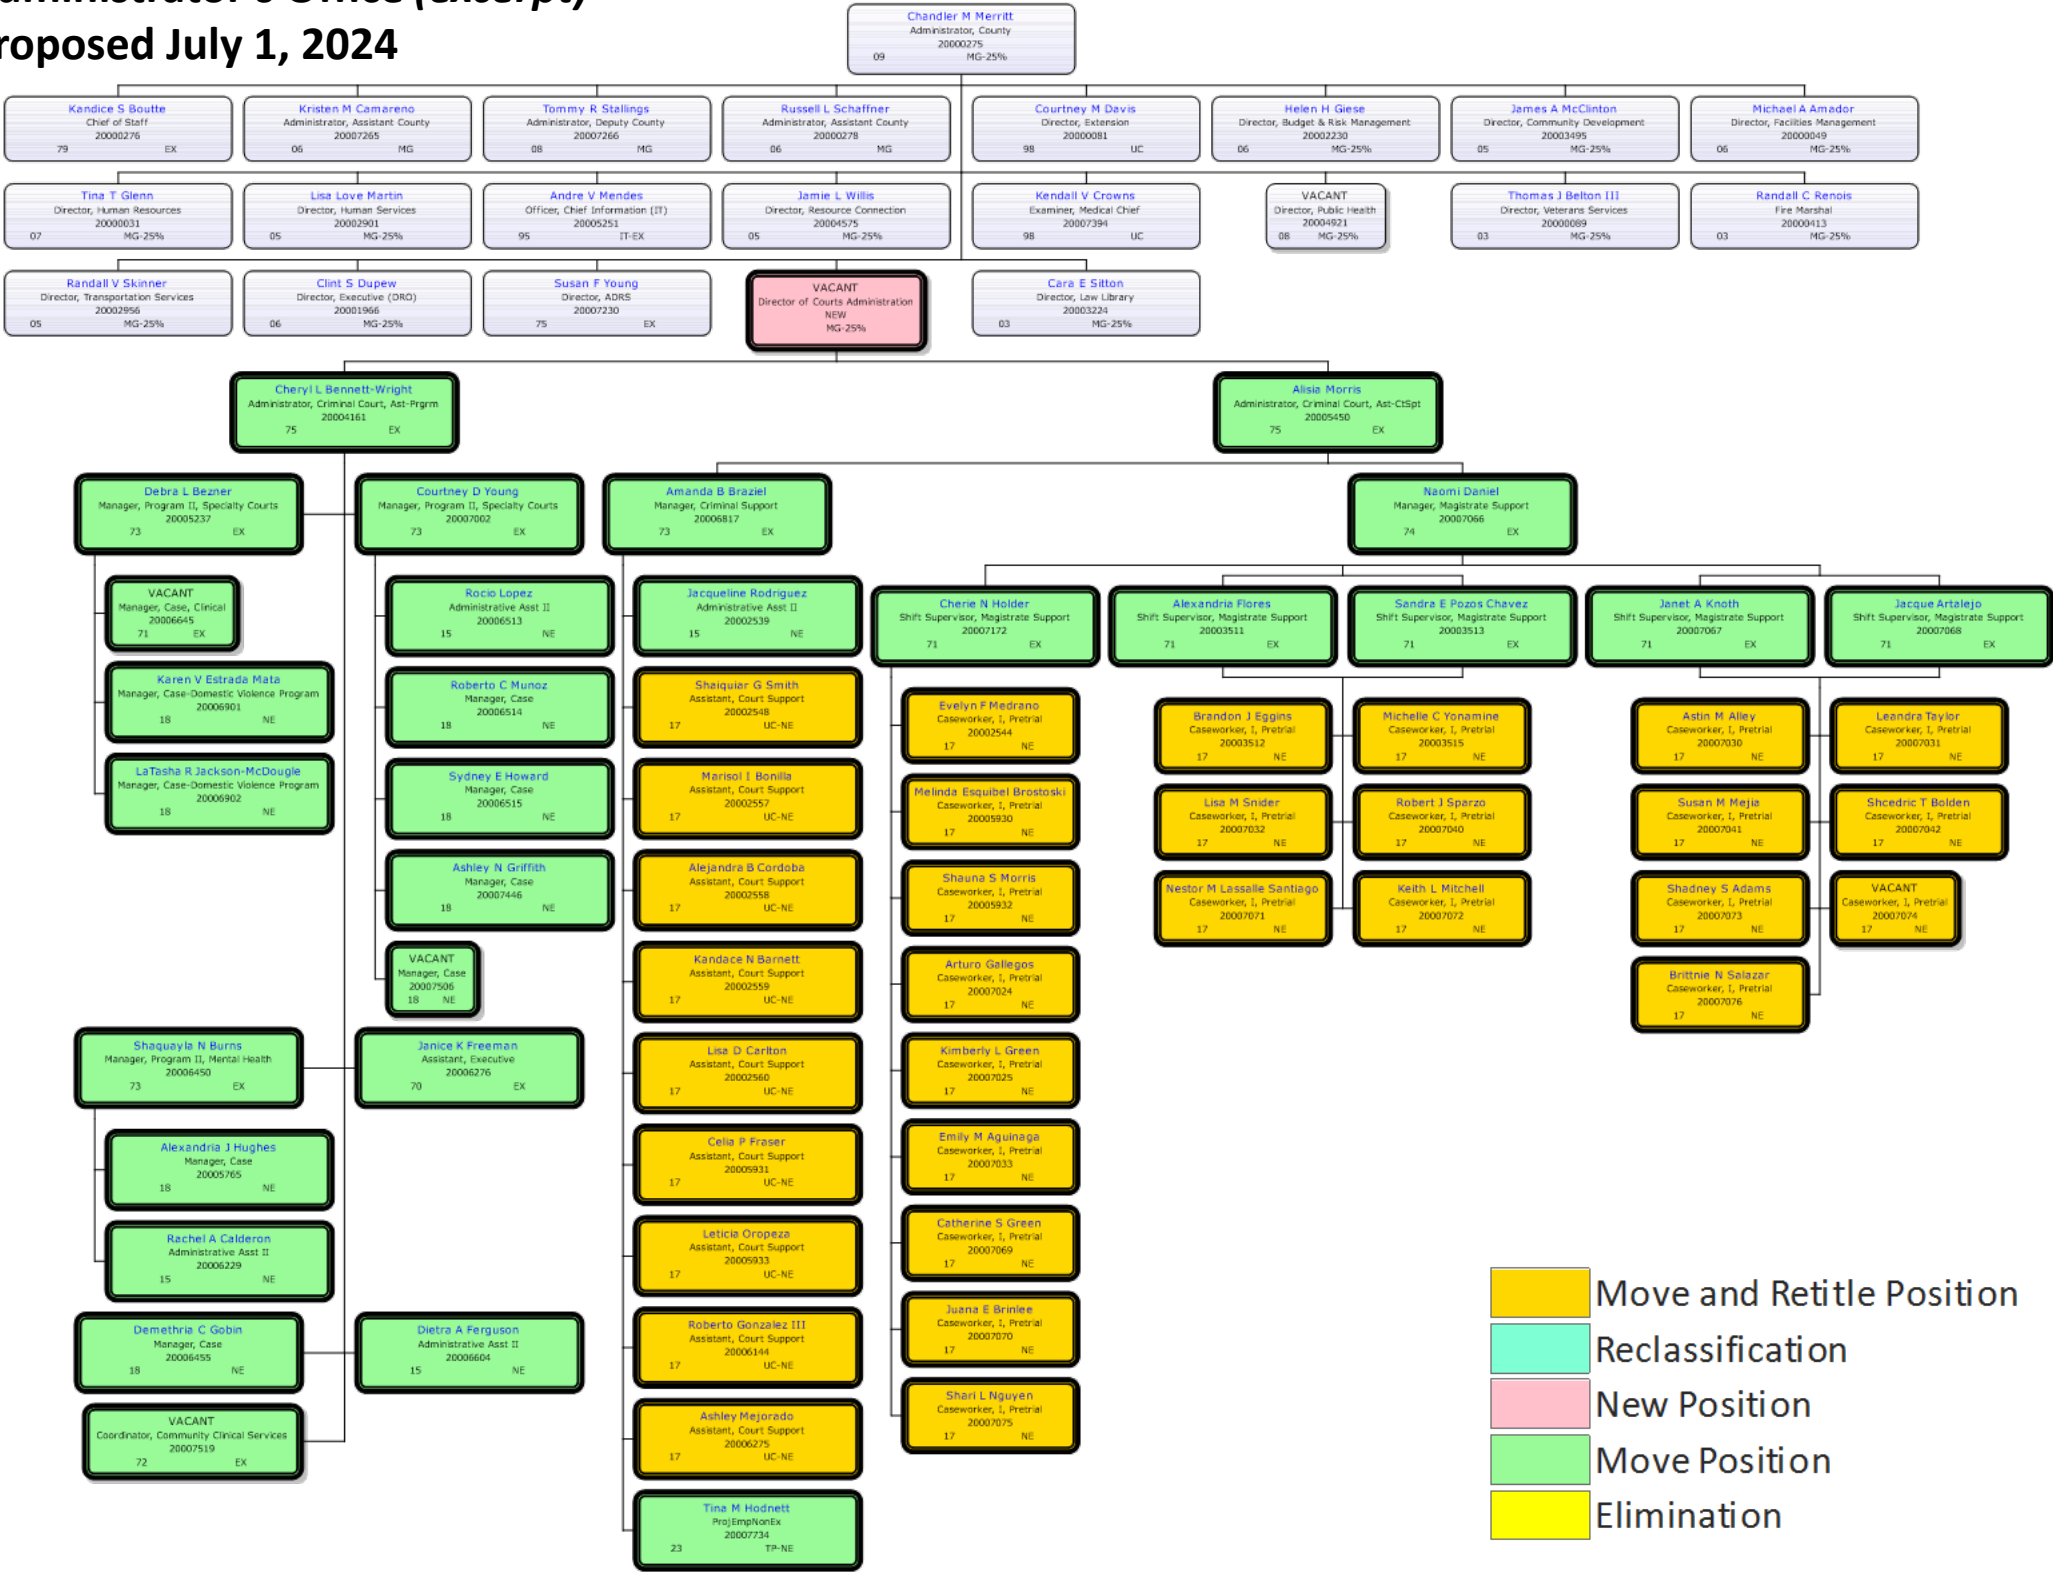 (excerpt)
Proposed July 1, 2024
Chandler M Merritt
Administrator, County
20000275
09 MG-25%
Kandice S Boutte
Chief of Staff
20000276
79 EX
Kristen M Camareno
Administrator, Assistant County
20007265
06 MG
Tommy R Stallings
Administrator, Deputy County
20007266
08 MG
Russell L Schaffner
Administrator, Assistant County
20000278
06 MG
Courtney M Davis
Director, Extension
20000081
98 UC
Helen H Giese
Director, Budget & Risk Management
20002230
06 MG-25%
James A McClinton
Director, Community Development
20003495
05 MG-25%
Michael A Amador
Director, Facilities Management
20000049
06 MG-25%
Tina T Glenn
Director, Human Resources
20000031
07 MG-25%
Lisa Love Martin
Director, Human Services
20002901
05 MG-25%
Andre V Mendes
Officer, Chief Information (IT)
20005251
95 IT-EX
Jamie L Willis
Director, Resource Connection
20004575
05 MG-25%
Kendall V Crowns
Examiner, Medical Chief
20007394
98 UC
VACANT
Director, Public Health
20004921
08 MG-25%
Thomas J Belton III
Director, Veterans Services
20000089
03 MG-25%
Randall C Renois
Fire Marshal
20000413
03 MG-25%
Randall V Skinner
Director, Transportation Services
20002956
05 MG-25%
Clint S Dupew
Director, Executive (DRO)
20001966
06 MG-25%
Susan F Young
Director, ADRS
20007230
75 EX
VACANT
Director of Courts Administration
NEW
MG-25%
Cara E Sitton
Director, Law Library
20003224
03 MG-25%
Cheryl L Bennett-Wright
Administrator, Criminal Court, Ast-Prgrm
20004161
75 EX
Alisia Morris
Administrator, Criminal Court, Ast-CtSpt
20005450
75 EX
Debra L Bezner
Manager, Program II, Specialty Courts
20005237
73 EX
Courtney D Young
Manager, Program II, Specialty Courts
20007002
73 EX
Amanda B Braziel
Manager, Criminal Support
20006817
73 EX
Naomi Daniel
Manager, Magistrate Support
20007066
74 EX
VACANT
Manager, Case, Clinical
20006645
71 EX
Karen V Estrada Mata
Manager, Case-Domestic Violence Program
20006901
18 NE
LaTasha R Jackson-McDougle
Manager, Case-Domestic Violence Program
20006902
18 NE
Rocio Lopez
Administrative Asst II
20006513
15 NE
Roberto C Munoz
Manager, Case
20006514
18 NE
Sydney E Howard
Manager, Case
20006515
18 NE
Ashley N Griffith
Manager, Case
20007446
18 NE
VACANT
Manager, Case
20007506
18 NE
Shaquayla N Burns
Manager, Program II, Mental Health
20006450
73 EX
Janice K Freeman
Assistant, Executive
20006276
70 EX
Alexandria J Hughes
Manager, Case
20005765
18 NE
Rachel A Calderon
Administrative Asst II
20006229
15 NE
Demethria C Gobin
Manager, Case
20006455
18 NE
Dietra A Ferguson
Administrative Asst II
20006604
15 NE
VACANT
Coordinator, Community Clinical Services
20007519
72 EX
Jacqueline Rodriguez
Administrative Asst II
20002539
15 NE
Shaiquiar G Smith
Assistant, Court Support
20002548
17 UC-NE
Marisol I Bonilla
Assistant, Court Support
20002557
17 UC-NE
Alejandra B Cordoba
Assistant, Court Support
20002558
17 UC-NE
Kandace N Barnett
Assistant, Court Support
20002559
17 UC-NE
Lisa D Carlton
Assistant, Court Support
20002560
17 UC-NE
Celia P Fraser
Assistant, Court Support
20005931
17 UC-NE
Leticia Oropeza
Assistant, Court Support
20005933
17 UC-NE
Roberto Gonzalez III
Assistant, Court Support
20006144
17 UC-NE
Ashley Mejorado
Assistant, Court Support
20006275
17 UC-NE
Tina M Hodnett
ProjEmpNonEx
20007734
23 TP-NE
Cherie N Holder
Shift Supervisor, Magistrate Support
20007172
71 EX
Alexandria Flores
Shift Supervisor, Magistrate Support
20003511
71 EX
Sandra E Pozos Chavez
Shift Supervisor, Magistrate Support
20003513
71 EX
Janet A Knoth
Shift Supervisor, Magistrate Support
20007067
71 EX
Jacque Artalejo
Shift Supervisor, Magistrate Support
20007068
71 EX
Evelyn F Medrano
Caseworker, I, Pretrial
20002544
17 NE
Melinda Esquibel Brostoski
Caseworker, I, Pretrial
20005930
17 NE
Shauna S Morris
Caseworker, I, Pretrial
20005932
17 NE
Arturo Gallegos
Caseworker, I, Pretrial
20007024
17 NE
Kimberly L Green
Caseworker, I, Pretrial
20007025
17 NE
Emily M Aguinaga
Caseworker, I, Pretrial
20007033
17 NE
Catherine S Green
Caseworker, I, Pretrial
20007069
17 NE
Juana E Brinlee
Caseworker, I, Pretrial
20007070
17 NE
Shari L Nguyen
Caseworker, I, Pretrial
20007075
17 NE
Brandon J Eggins
Caseworker, I, Pretrial
20003512
17 NE
Michelle C Yonamine
Caseworker, I, Pretrial
20003515
17 NE
Lisa M Snider
Caseworker, I, Pretrial
20007032
17 NE
Robert J Sparzo
Caseworker, I, Pretrial
20007040
17 NE
Nestor M Lassalle Santiago
Caseworker, I, Pretrial
20007071
17 NE
Keith L Mitchell
Caseworker, I, Pretrial
20007072
17 NE
Astin M Alley
Caseworker, I, Pretrial
20007030
17 NE
Leandra Taylor
Caseworker, I, Pretrial
20007031
17 NE
Susan M Mejia
Caseworker, I, Pretrial
20007041
17 NE
Shcedric T Bolden
Caseworker, I, Pretrial
20007042
17 NE
Shadney S Adams
Caseworker, I, Pretrial
20007073
17 NE
VACANT
Caseworker, I, Pretrial
20007074
17 NE
Brittnie N Salazar
Caseworker, I, Pretrial
20007076
17 NE
Move and Retitle Position
Reclassification
New Position
Move Position
Elimination